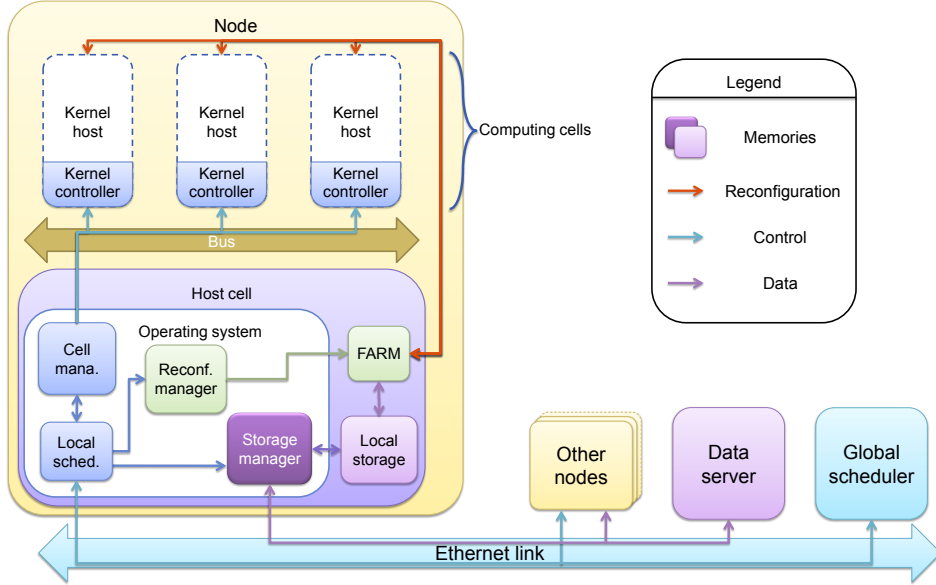 Node
Kernel
host
Kernel
host
Kernel
host
Kernel
controller
Kernel
controller
Kernel
controller
Computing cells
Bus
Host cell
Operating system
Cell
mana.
Reconf.
manager
FARM
Local
sched.
Storage
manager
Local
storage
Legend
Memories
Reconfiguration
Control
Data
Other
nodes
Data
server
Global
scheduler
Ethernet link